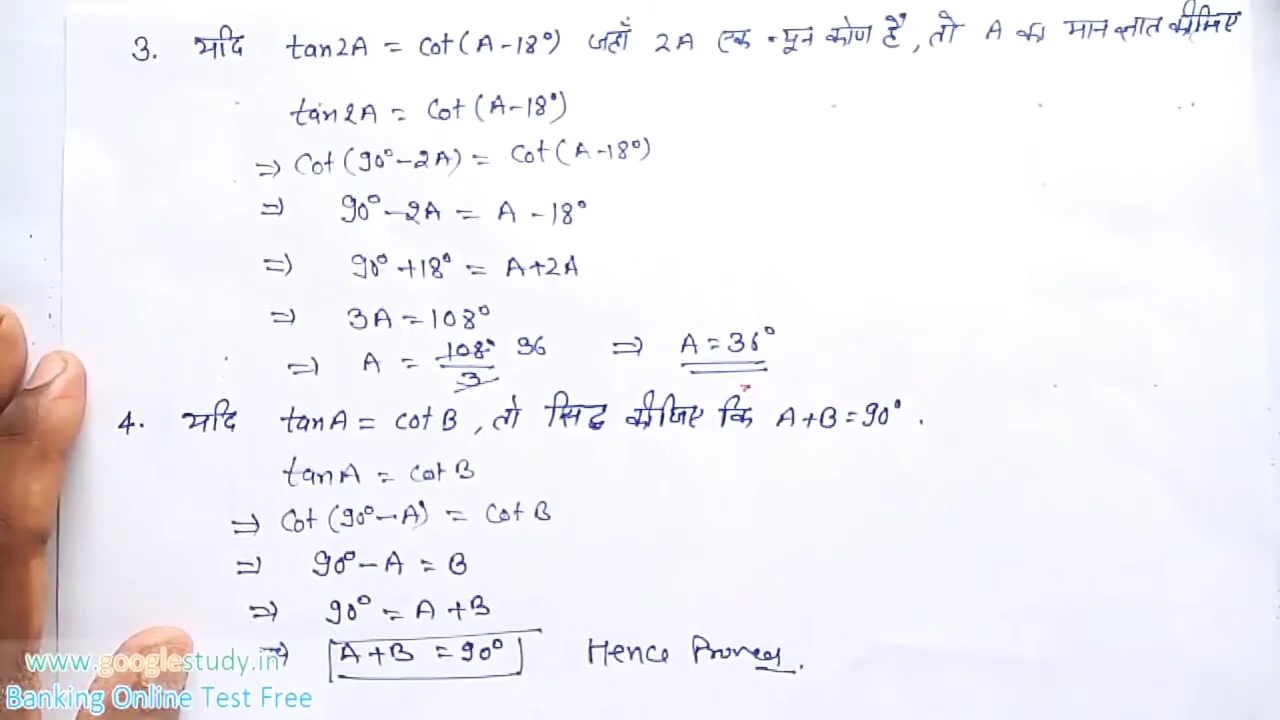 3. यदि tan2A = Cot(A-18°) जहाँ 2A एक न्यून कोण है, तो A का मान ज्ञात कीजिए
tan2A = Cot(A-18°)
⇒ Cot(90°-2A) = Cot(A-18°)
⇒ 90°-2A = A-18°
⇒ 90°+18° = A+2A
⇒ 3A = 108°
⇒ A = 108°/3 36 ⇒ A = 36°
4. यदि tanA = cotB, तो सिद्ध कीजिए कि A+B = 90°.
tanA = cotB
⇒ Cot(90°-A) = CotB
⇒ 90°-A = B
⇒ 90° = A+B
⇒ A+B = 90° Hence Proved.
www.googlestudy.in
Banking Online Test Free